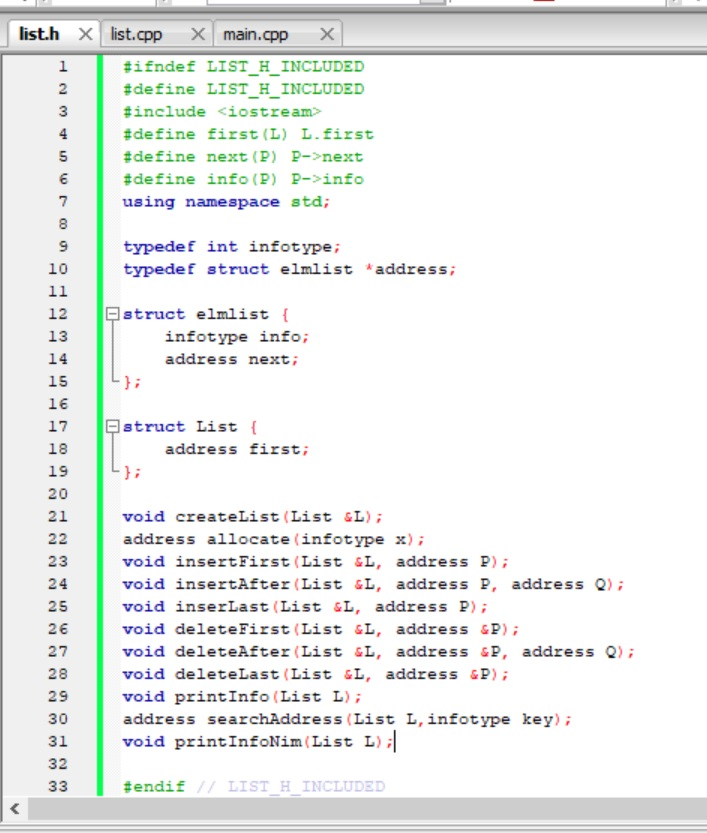 list.h list.cpp main.cpp
1 #ifndef LIST_H_INCLUDED
2 #define LIST_H_INCLUDED
3 #include <iostream>
4 #define first(L) L.first
5 #define next(P) P->next
6 #define info(P) P->info
7 using namespace std;
8
9 typedef int infotype;
10 typedef struct elmlist *address;
11
12 struct elmlist {
13 infotype info;
14 address next;
15 };
16
17 struct List {
18 address first;
19 };
20
21 void createList(List &L);
22 address allocate(infotype x);
23 void insertFirst(List &L, address P);
24 void insertAfter(List &L, address P, address Q);
25 void inserLast(List &L, address P);
26 void deleteFirst(List &L, address &P);
27 void deleteAfter(List &L, address &P, address Q);
28 void deleteLast(List &L, address &P);
29 void printInfo(List L);
30 address searchAddress(List L,infotype key);
31 void printInfoNim(List L);
32
33 #endif // LIST_H_INCLUDED